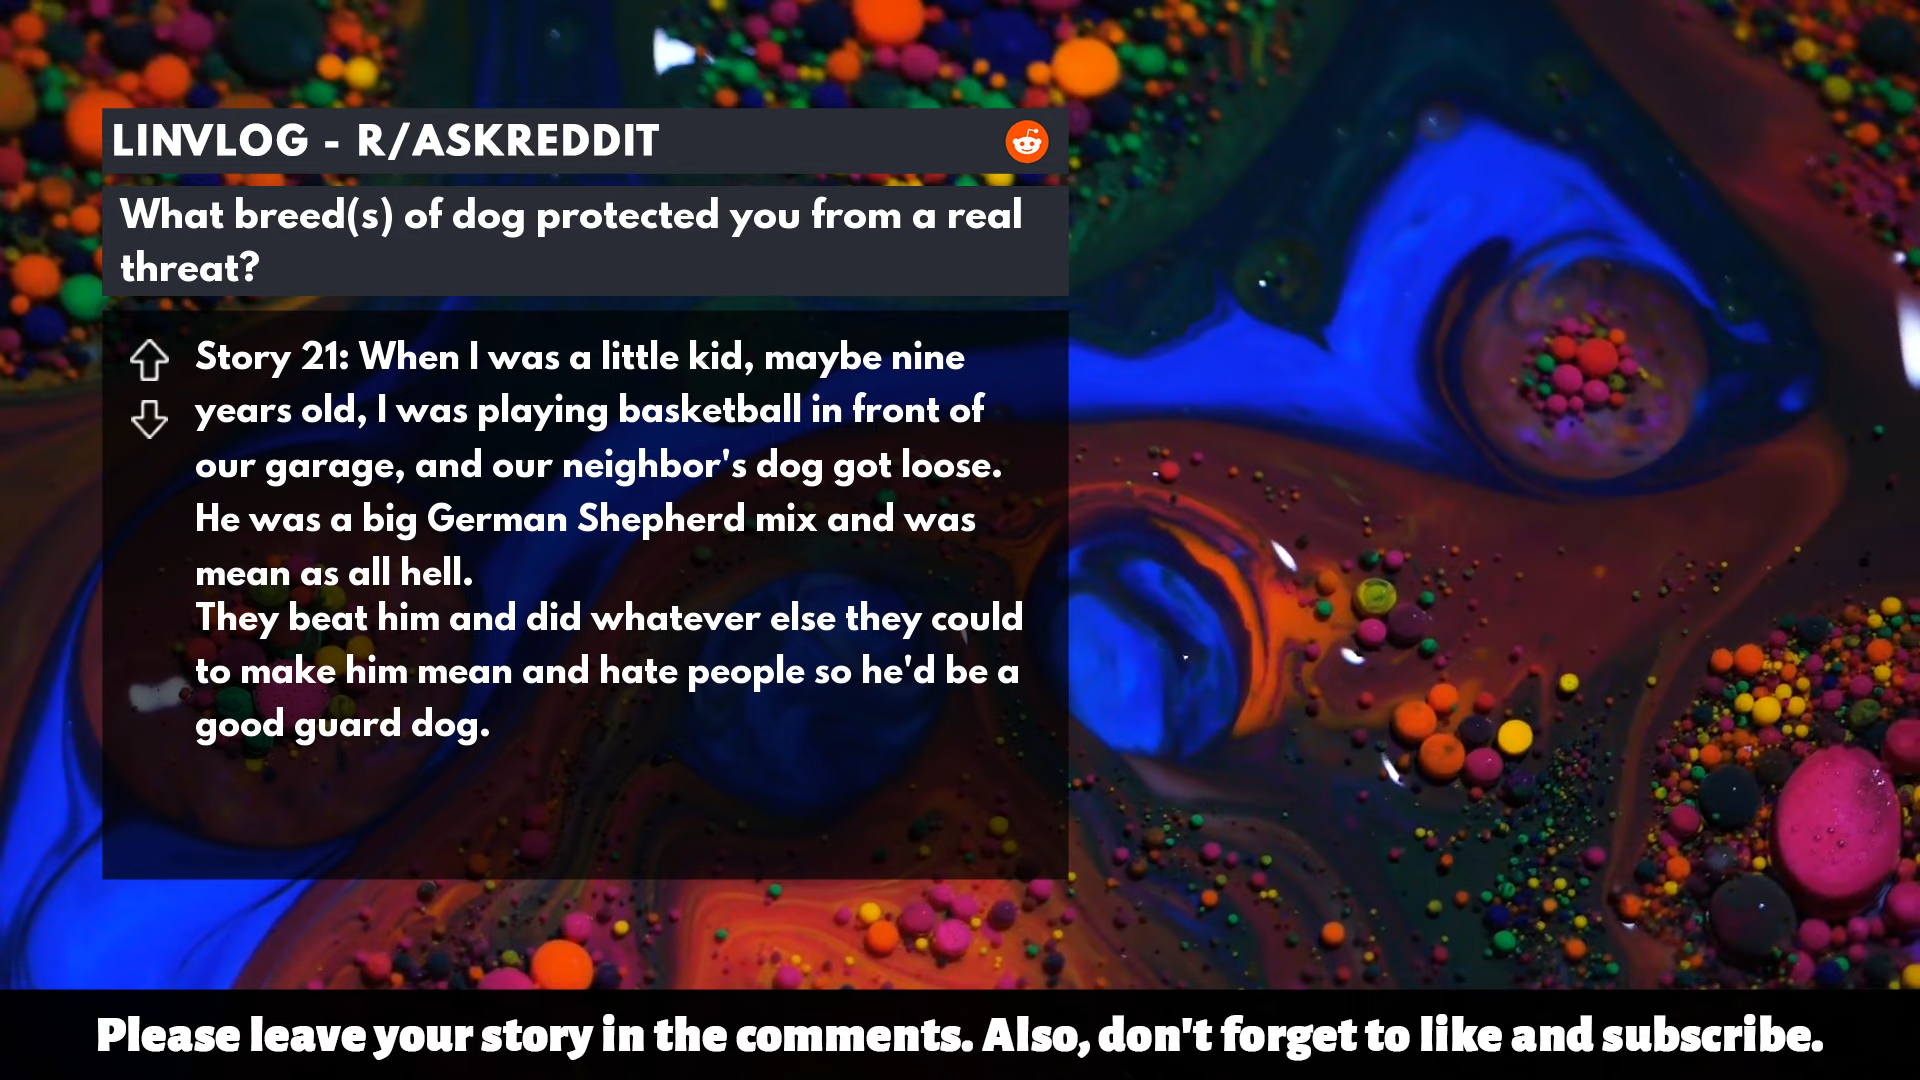 LINVLOG - R/ASKREDDIT
What breed(s) of dog protected you from a real
threat?
Story 21: When I was a little kid, maybe nine
years old, I was playing basketball in front of
our garage, and our neighbor's dog got loose.
He was a big German Shepherd mix and was
mean as all hell.
They beat him and did whatever else they could
to make him mean and hate people so he'd be a
good guard dog.
Please leave your story in the comments. Also, don't forget to like and subscribe.